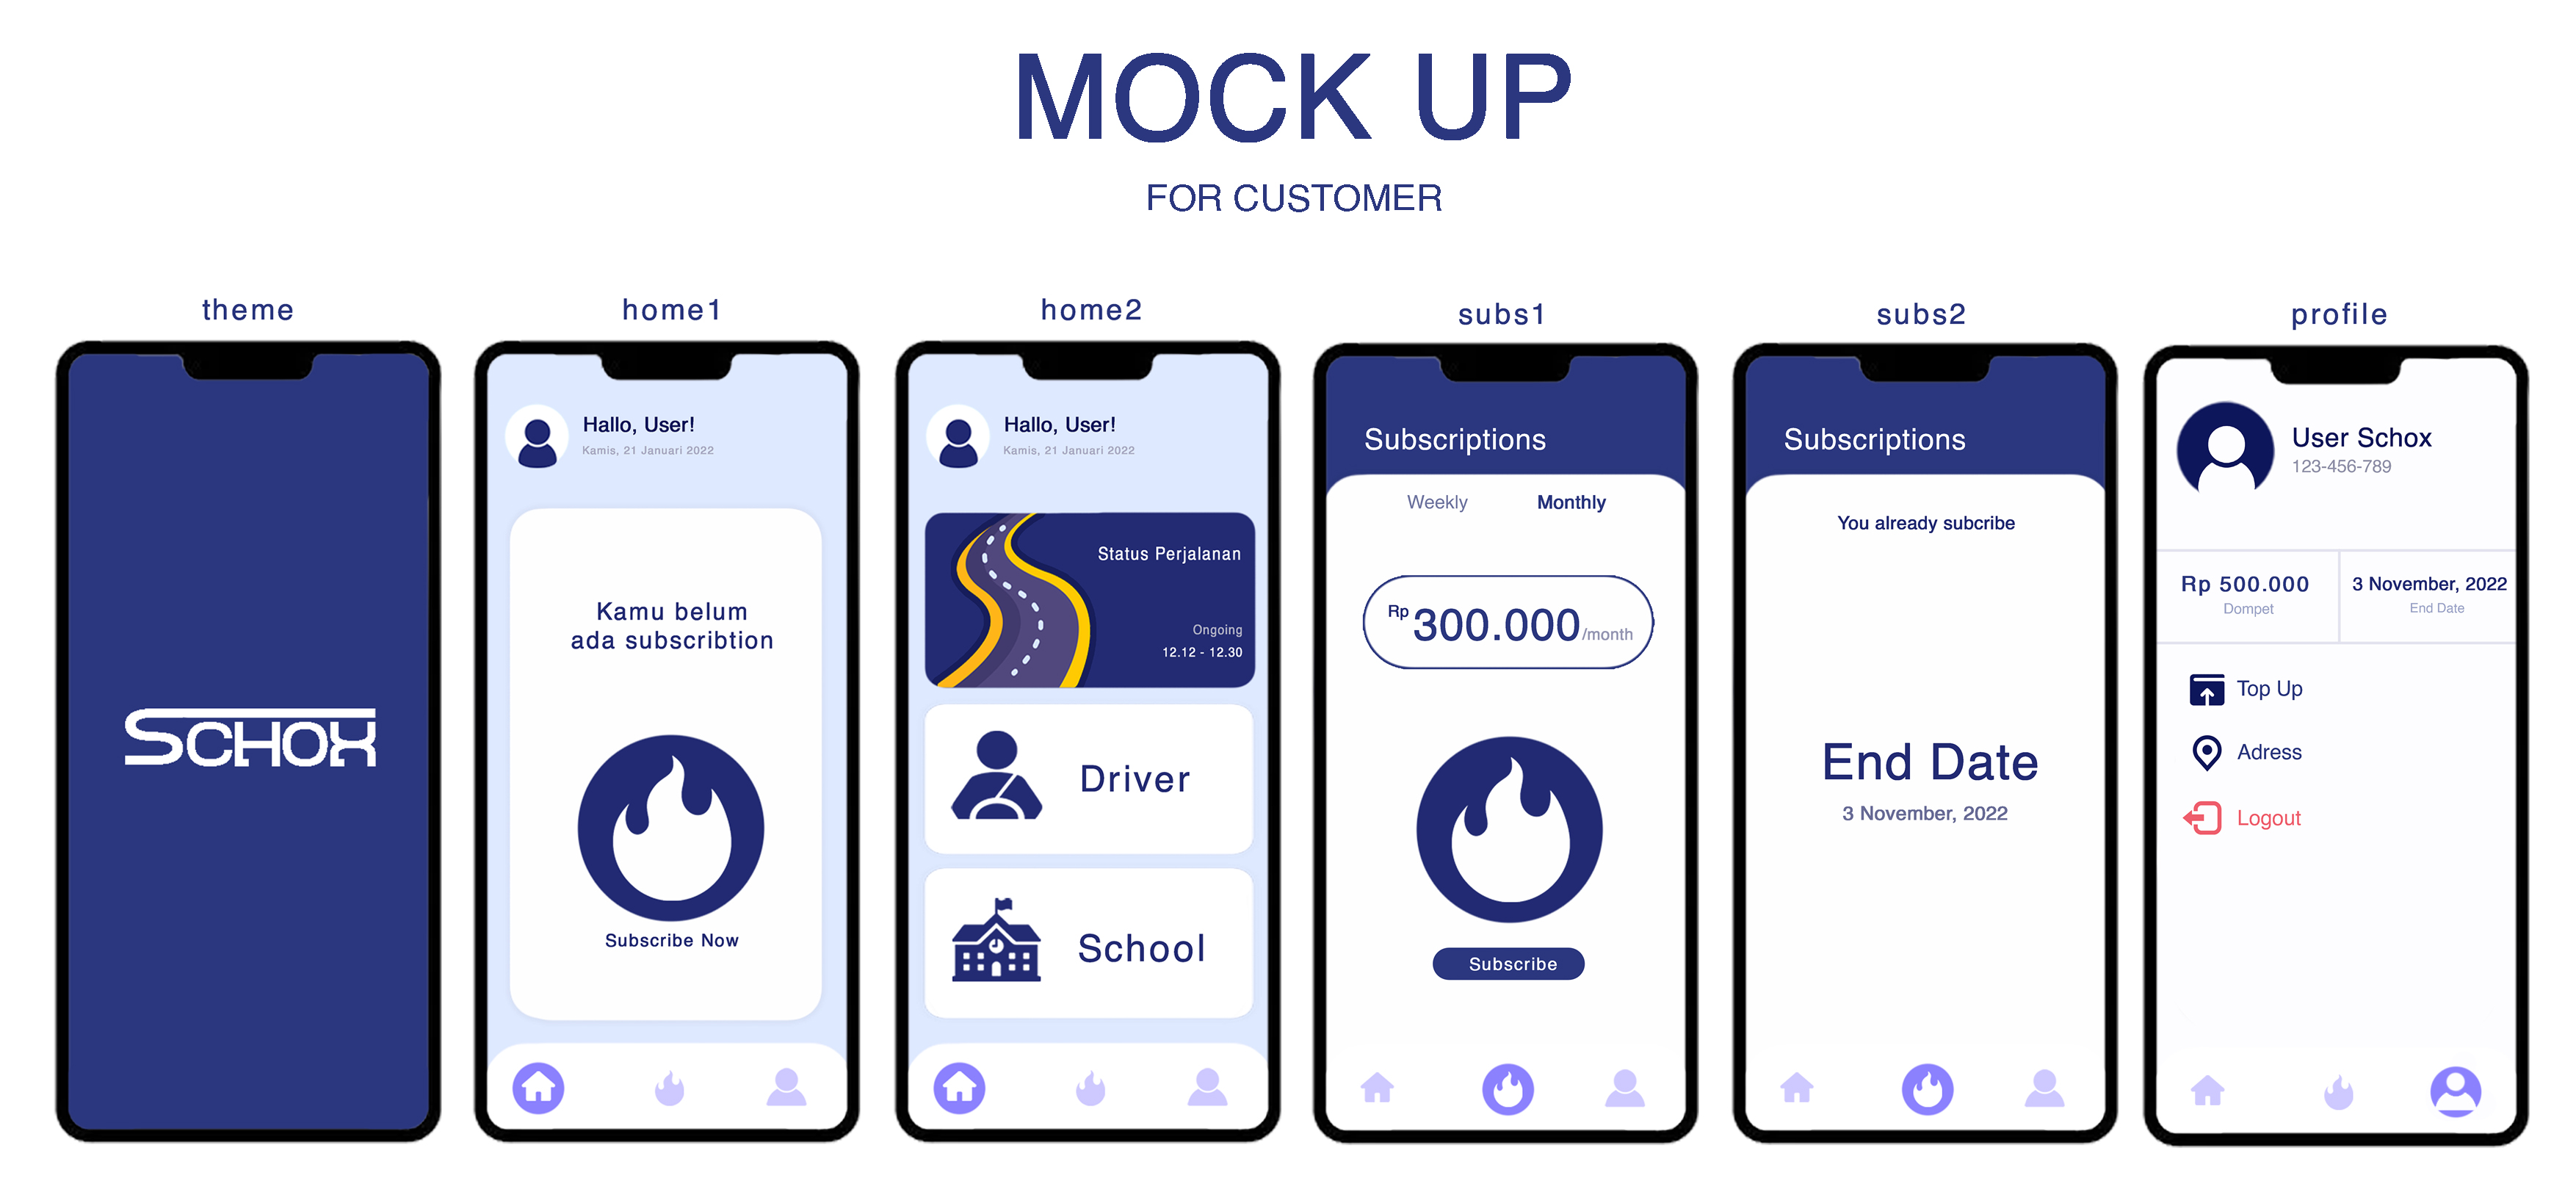 MOCK UP
FOR CUSTOMER
theme
SCHOX
home1
Hallo, User!
Kamis, 21 Januari 2022
Kamu belum
ada subscribtion
Subscribe Now
home2
Hallo, User!
Kamis, 21 Januari 2022
Status Perjalanan
Ongoing
12.12 - 12.30
Driver
School
subs1
Subscriptions
Weekly Monthly
Rp 300.000/month
Subscribe
subs2
Subscriptions
You already subcribe
End Date
3 November, 2022
profile
User Schox
123-456-789
Rp 500.000
Dompet
3 November, 2022
End Date
Top Up
Adress
Logout